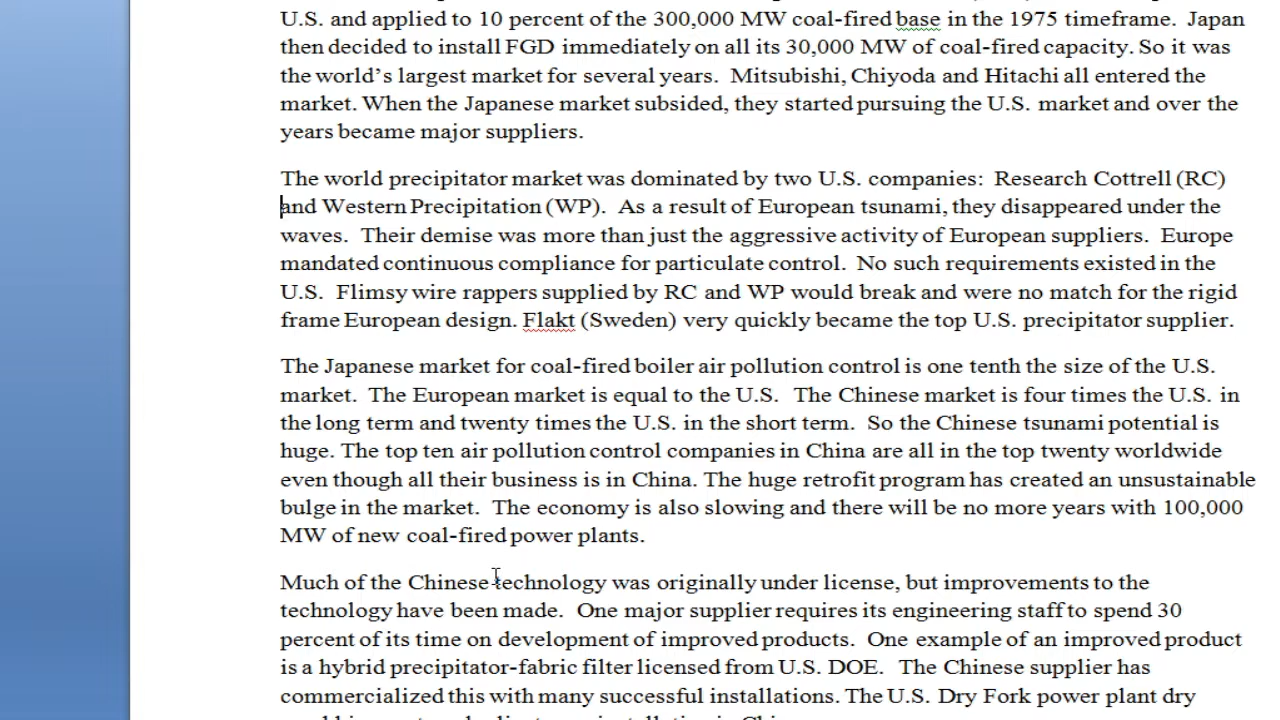 U.S. and applied to 10 percent of the 300,000 MW coal-fired base in the 1975 timeframe.  Japan
then decided to install FGD immediately on all its 30,000 MW of coal-fired capacity. So it was
the world’s largest market for several years.  Mitsubishi, Chiyoda and Hitachi all entered the
market. When the Japanese market subsided, they started pursuing the U.S. market and over the
years became major suppliers.
The world precipitator market was dominated by two U.S. companies:  Research Cottrell (RC)
and Western Precipitation (WP).  As a result of European tsunami, they disappeared under the
waves.  Their demise was more than just the aggressive activity of European suppliers.  Europe
mandated continuous compliance for particulate control.  No such requirements existed in the
U.S.  Flimsy wire rappers supplied by RC and WP would break and were no match for the rigid
frame European design. Flakt (Sweden) very quickly became the top U.S. precipitator supplier.
The Japanese market for coal-fired boiler air pollution control is one tenth the size of the U.S.
market.  The European market is equal to the U.S.  The Chinese market is four times the U.S. in
the long term and twenty times the U.S. in the short term.  So the Chinese tsunami potential is
huge. The top ten air pollution control companies in China are all in the top twenty worldwide
even though all their business is in China. The huge retrofit program has created an unsustainable
bulge in the market.  The economy is also slowing and there will be no more years with 100,000
MW of new coal-fired power plants.
Much of the Chinese technology was originally under license, but improvements to the
technology have been made.  One major supplier requires its engineering staff to spend 30
percent of its time on development of improved products.  One example of an improved product
is a hybrid precipitator-fabric filter licensed from U.S. DOE.  The Chinese supplier has
commercialized this with many successful installations. The U.S. Dry Fork power plant dry